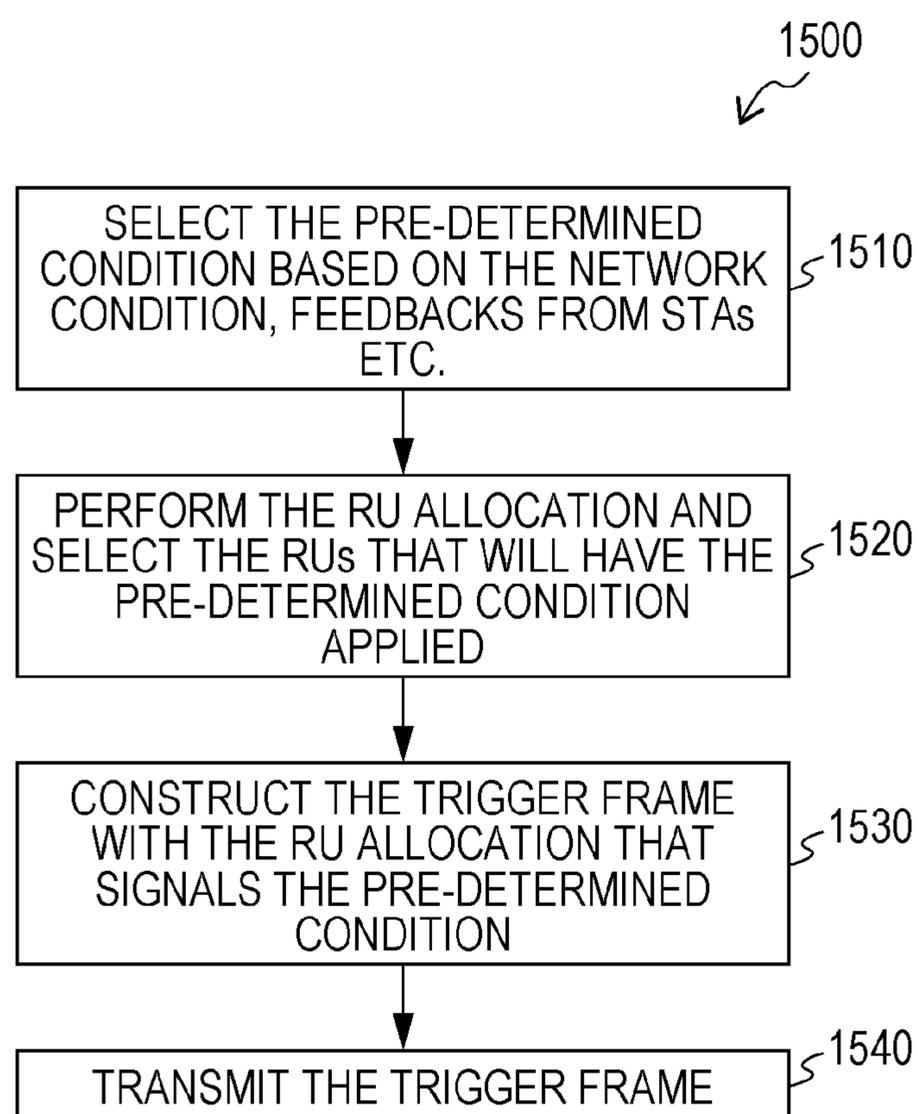 1500
SELECT THE PRE-DETERMINED
CONDITION BASED ON THE NETWORK
CONDITION, FEEDBACKS FROM STAs
ETC.
1510
PERFORM THE RU ALLOCATION AND
SELECT THE RUs THAT WILL HAVE THE
PRE-DETERMINED CONDITION
APPLIED
1520
CONSTRUCT THE TRIGGER FRAME
WITH THE RU ALLOCATION THAT
SIGNALS THE PRE-DETERMINED
CONDITION
1530
TRANSMIT THE TRIGGER FRAME
1540